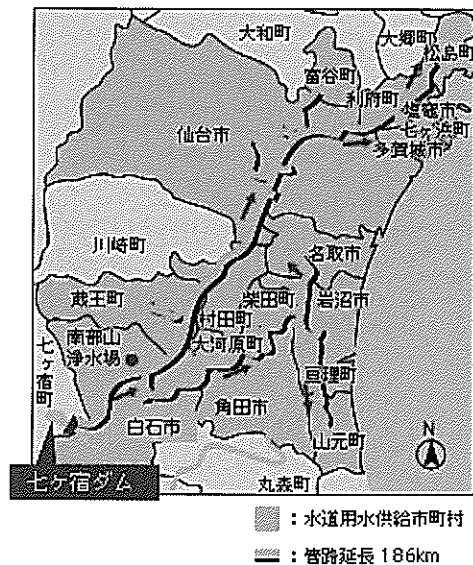 大和町
大郷町
松島町
富谷町
利府町
塩竈市
七ヶ浜町
多賀城市
仙台市
川崎町
名取市
蔵王町
柴田町
岩沼市
村田町
南部山
浄水場
大河原町
七ヶ宿町
亘理町
角田市
白石市
山元町
N
七ケ宿ダム
丸森町
：水道用水供給市町村
：管路延長 186km